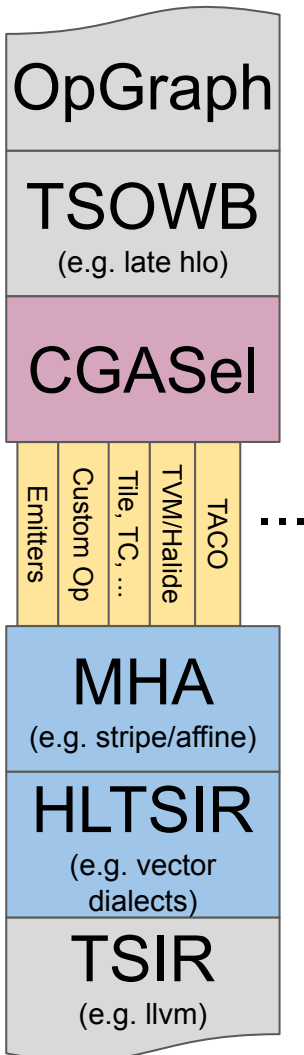 OpGraph
TSOWB
(e.g. late hlo)
CGASel
Emitters
Custom Op
Tile, TC, ...
TVM/Halide
TACO
...
MHA
(e.g. stripe/affine)
HLTSIR
(e.g. vector
dialects)
TSIR
(e.g. llvm)